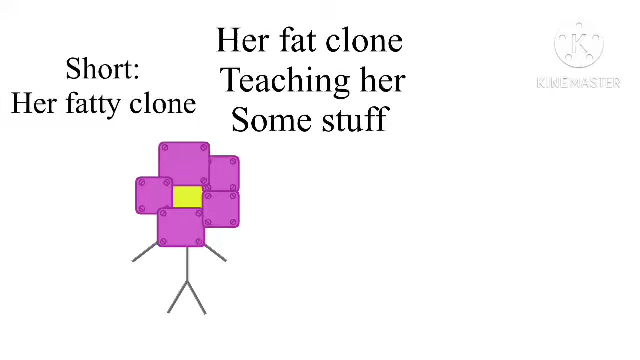 Short:
Her fatty clone
Her fat clone
Teaching her
Some stuff
K
KINEMASTER